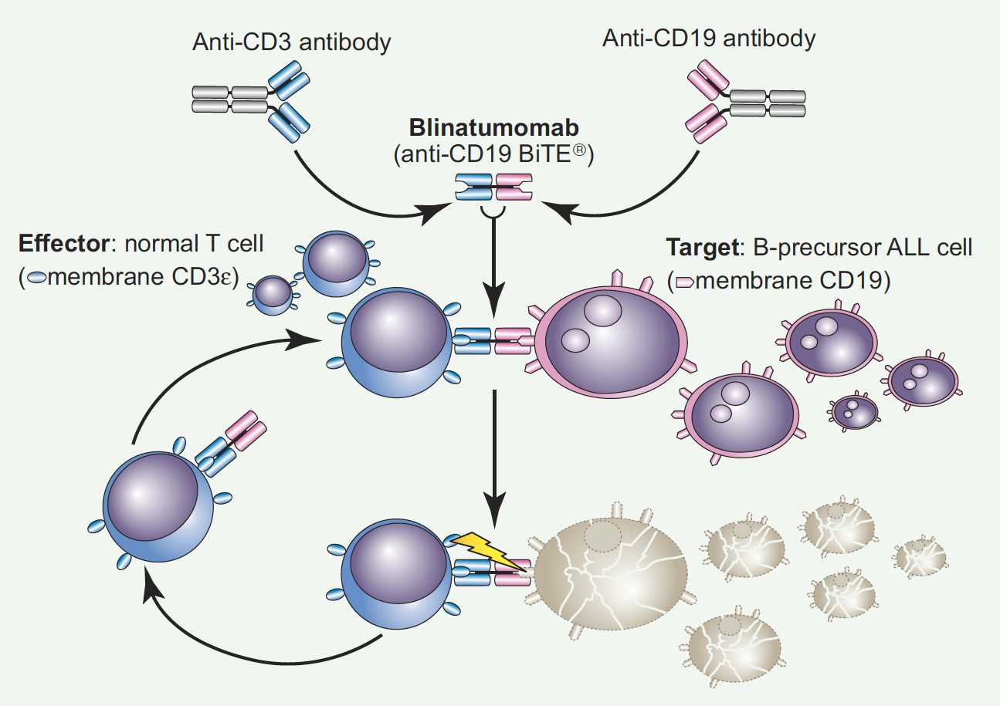 Anti-CD3 antibody
Anti-CD19 antibody
Blinatumomab
(anti-CD19 BiTE®)
Effector: normal T cell
(membrane CD3ε)
Target: B-precursor ALL cell
(membrane CD19)